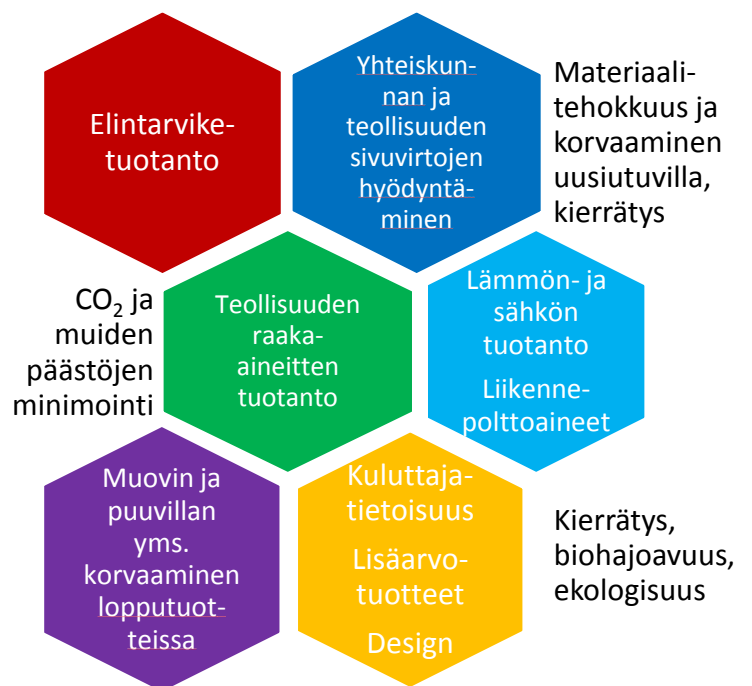 Elintarvike-
tuotanto
Yhteiskun-
nan ja
teollisuuden
sivuvirtojen
hyödyntä-
minen
Materiaali-
tehokkuus ja
korvaaminen
uusiutuvilla,
kierrätys
CO₂ ja
muiden
päästöjen
minimointi
Teollisuuden
raaka-
aineitten
tuotanto
Lämmön- ja
sähkön
tuotanto
Liikenne-
polttoaineet
Muovin ja
puuvillan
yms.
korvaaminen
lopputuot-
teissa
Kuluttaja-
tietoisuus
Lisäarvo-
tuotteet
Design
Kierrätys,
biohajoavuus,
ekologisuus